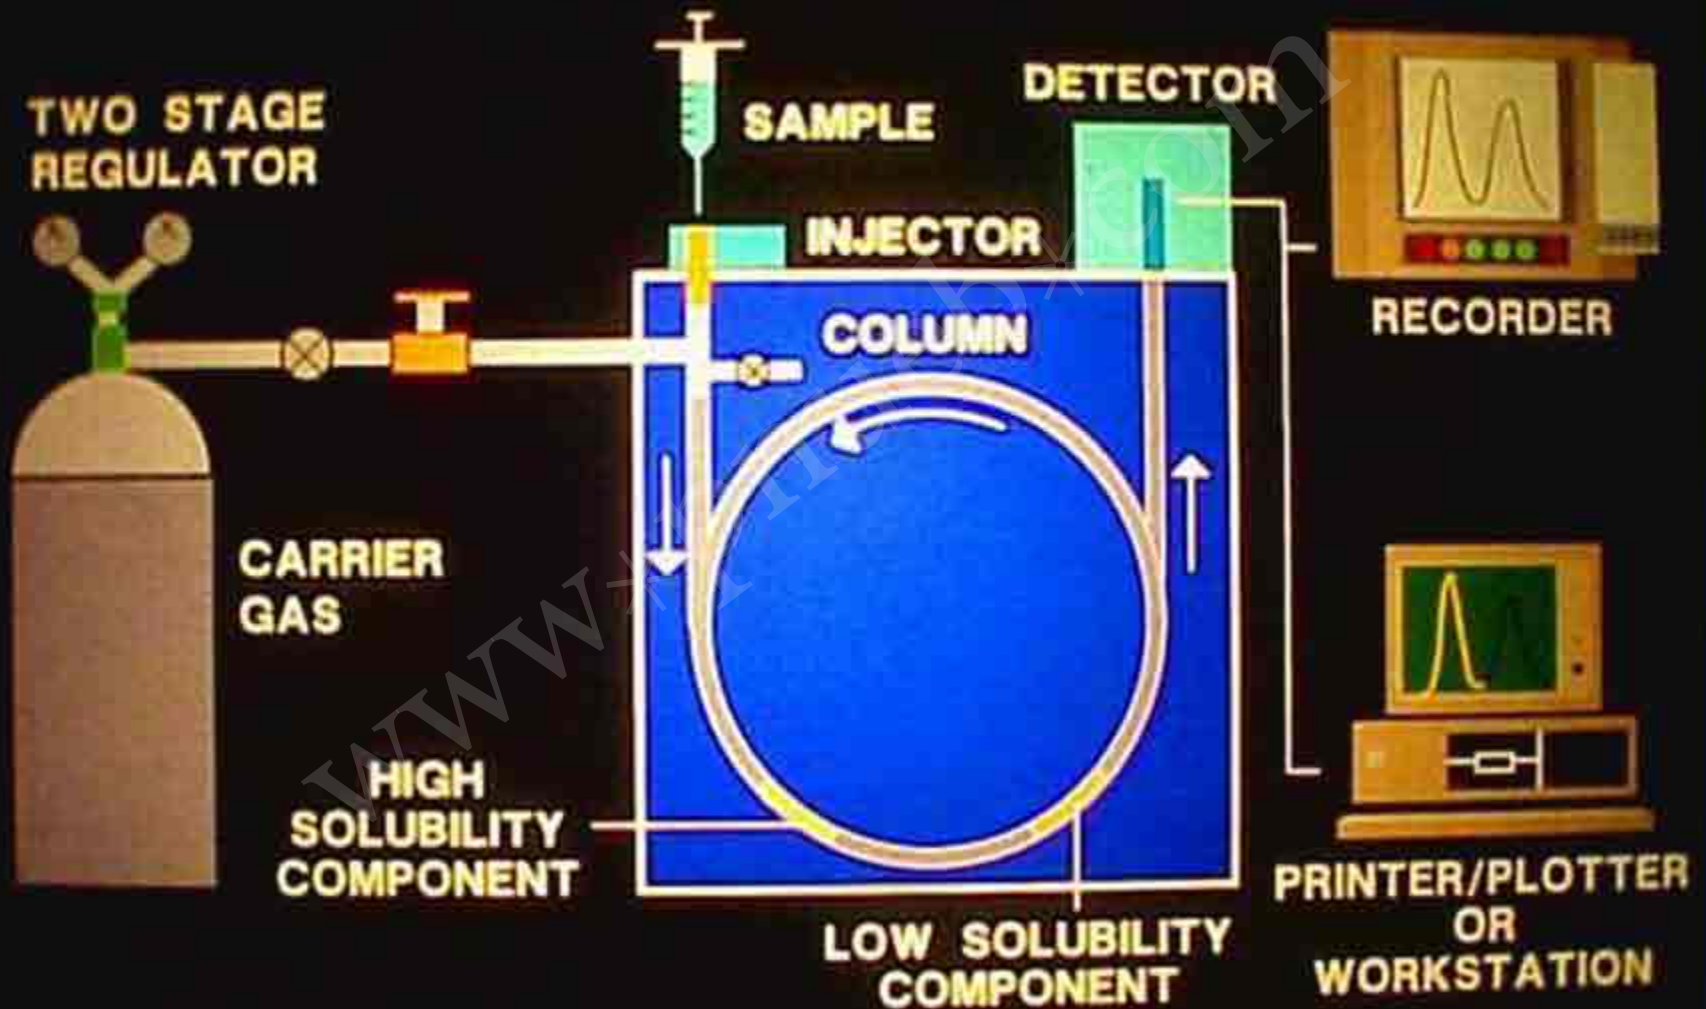 TWO STAGE
REGULATOR
SAMPLE
DETECTOR
INJECTOR
RECORDER
COLUMN
CARRIER
GAS
HIGH
SOLUBILITY
COMPONENT
LOW SOLUBILITY
COMPONENT
PRINTER/PLOTTER
OR
WORKSTATION